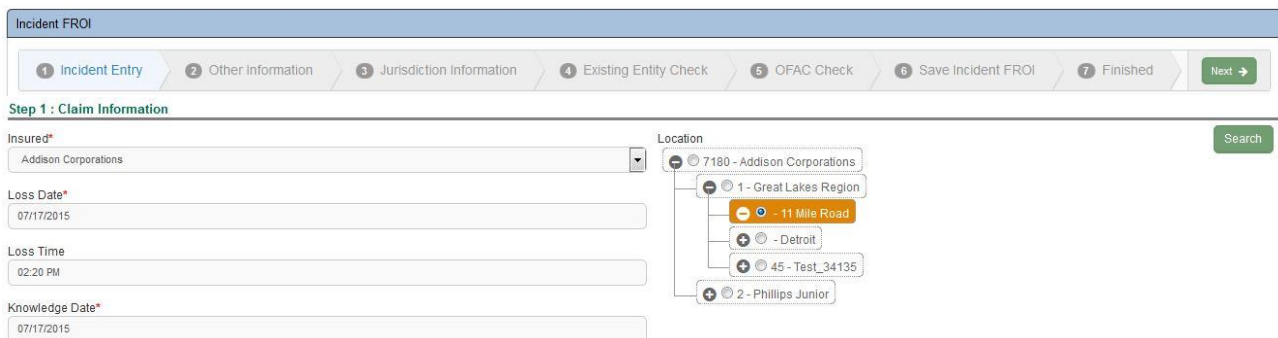 Incident FROI
1 Incident Entry 2 Other Information 3 Jurisdiction Information 4 Existing Entity Check 5 OFAC Check 6 Save Incident FROI 7 Finished Next
Step 1 : Claim Information
Insured*
Addison Corporations
Loss Date*
07/17/2015
Loss Time
02:20 PM
Knowledge Date*
07/17/2015
Location
Search
7180 - Addison Corporations
1 - Great Lakes Region
- 11 Mile Road
- Detroit
45 - Test_34135
2 - Phillips Junior